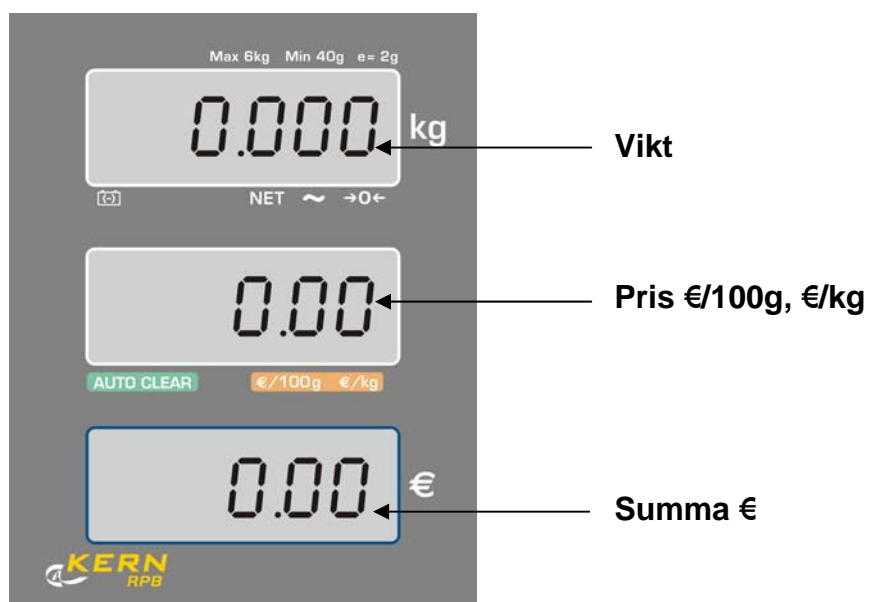 Max 6kg Min 40g e= 2g
0.000 kg
Vikt
NET ~ →0←
0.00
Pris €/100g, €/kg
AUTO CLEAR €/100g €/kg
0.00 €
Summa €
KERN
RPB